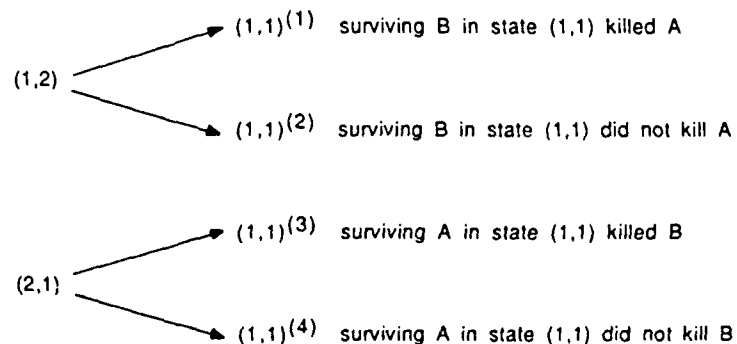 (1,1)(1) surviving B in state (1,1) killed A
(1,2)
(1,1)(2) surviving B in state (1,1) did not kill A
(1,1)(3) surviving A in state (1,1) killed B
(2,1)
(1,1)(4) surviving A in state (1,1) did not kill B